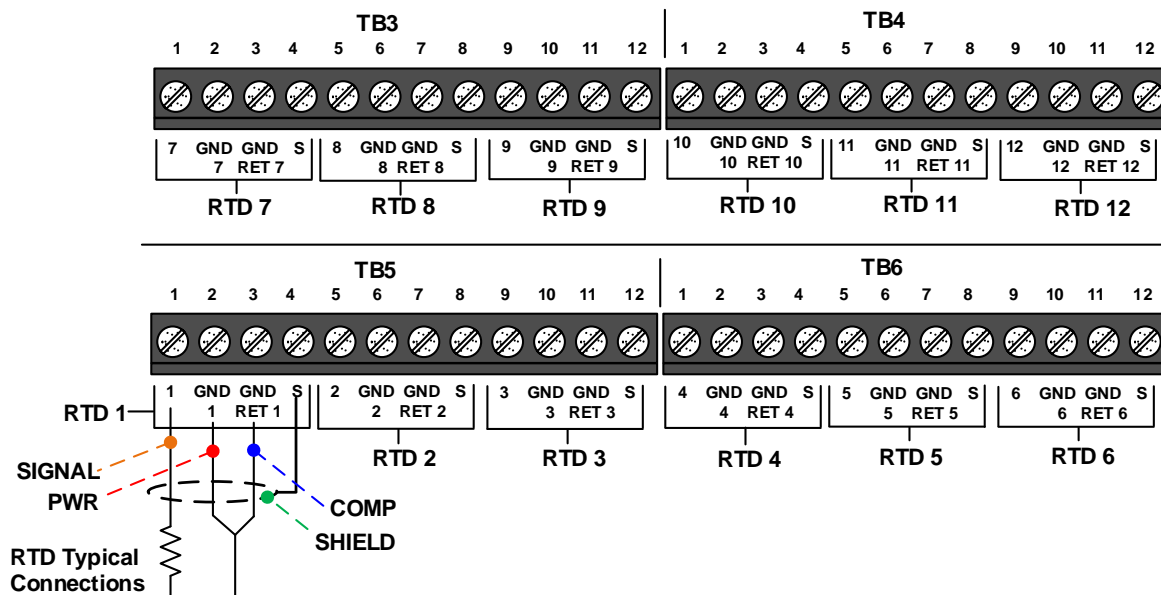 TB3 TB4
1 2 3 4 5 6 7 8 9 10 11 12 1 2 3 4 5 6 7 8 9 10 11 12
7 GND GND S 8 GND GND S 9 GND GND S 10 GND GND S 11 GND GND S 12 GND GND S
7 RET 7 8 RET 8 9 RET 9 10 RET 10 11 RET 11 12 RET 12
RTD 7 RTD 8 RTD 9 RTD 10 RTD 11 RTD 12
TB5 TB6
1 2 3 4 5 6 7 8 9 10 11 12 1 2 3 4 5 6 7 8 9 10 11 12
1 GND GND S 2 GND GND S 3 GND GND S 4 GND GND S 5 GND GND S 6 GND GND S
RTD 1 1 RET 1 2 RET 2 3 RET 3 4 RET 4 5 RET 5 6 RET 6
RTD 2 RTD 3 RTD 4 RTD 5 RTD 6
SIGNAL
PWR
COMP
SHIELD
RTD Typical
Connections